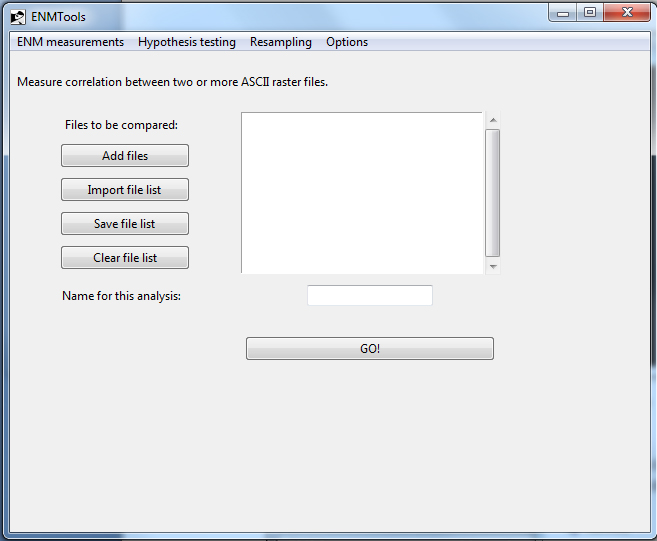 ENMTools
ENM measurements Hypothesis testing Resampling Options
Measure correlation between two or more ASCII raster files.
Files to be compared:
Add files
Import file list
Save file list
Clear file list
Name for this analysis:
GO!